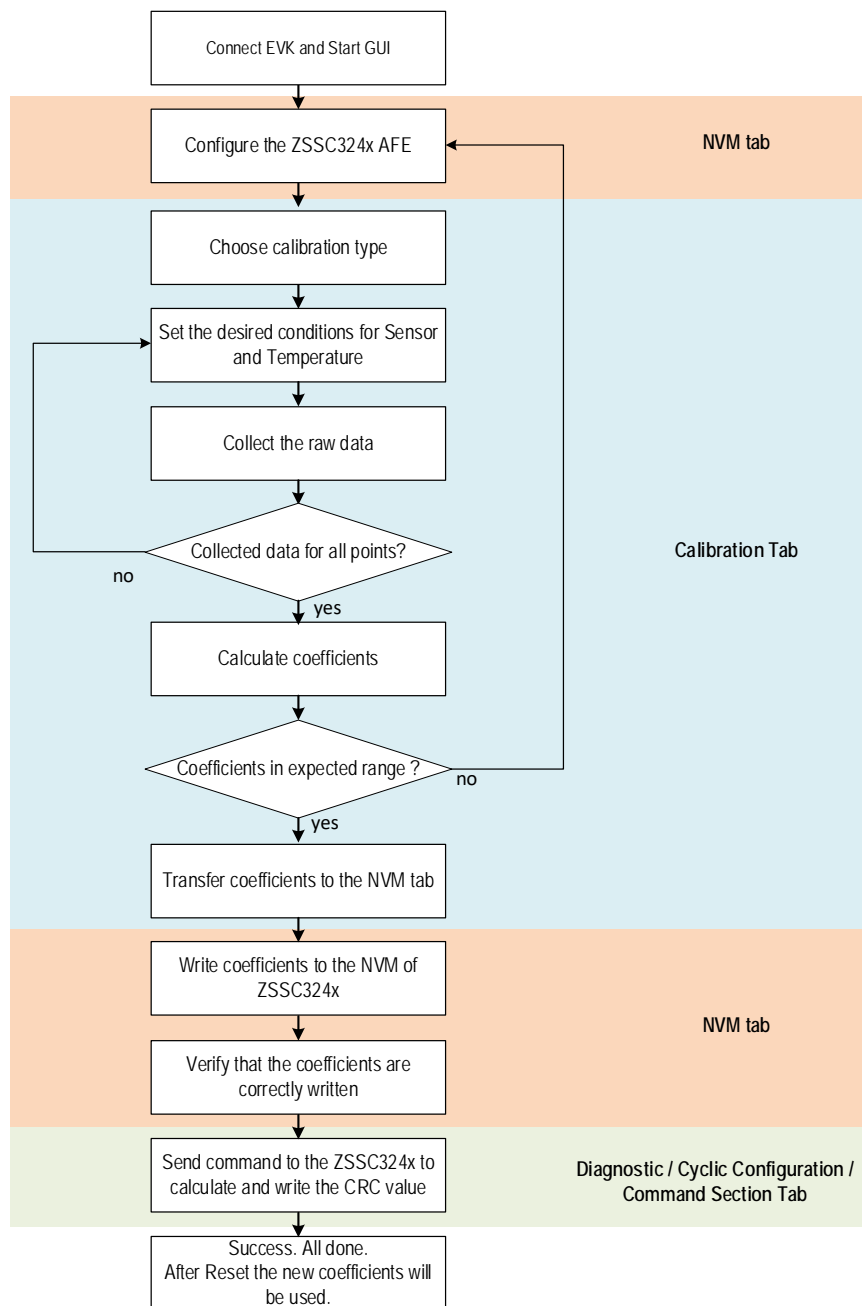 Connect EVK and Start GUI
Configure the ZSSC324x AFE
NVM tab
Choose calibration type
Set the desired conditions for Sensor
and Temperature
Collect the raw data
Collected data for all points?
Calibration Tab
no
yes
Calculate coefficients
Coefficients in expected range ?
no
yes
Transfer coefficients to the NVM tab
Write coefficients to the NVM of
ZSSC324x
NVM tab
Verify that the coefficients are
correctly written
Send command to the ZSSC324x to
calculate and write the CRC value
Diagnostic / Cyclic Configuration /
Command Section Tab
Success. All done.
After Reset the new coefficients will
be used.